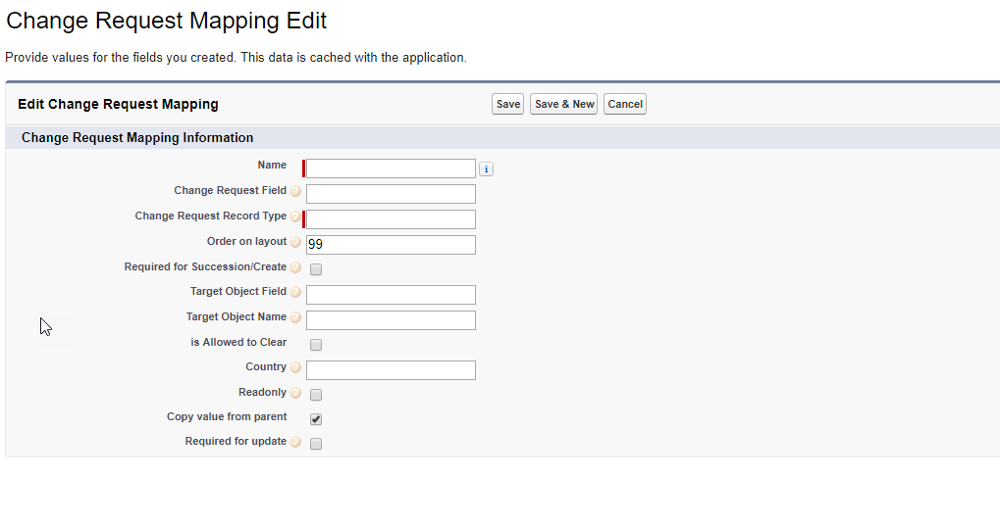 Change Request Mapping Edit
Provide values for the fields you created. This data is cached with the application.
Edit Change Request Mapping Save Save & New Cancel
Change Request Mapping Information
Name i
Change Request Field ?
Change Request Record Type ?
Order on layout ? 99
Required for Succession/Create ?
Target Object Field ?
Target Object Name ?
is Allowed to Clear
Country ?
Readonly ?
Copy value from parent
Required for update ?